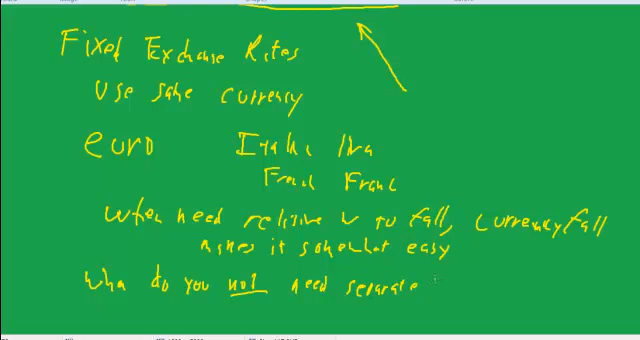 Fixed Exchange Rates
Use same currency
euro Italian lira
French Franc
When need relative w to fall, currency fall
makes it somewhat easy
Whn do you not need separate